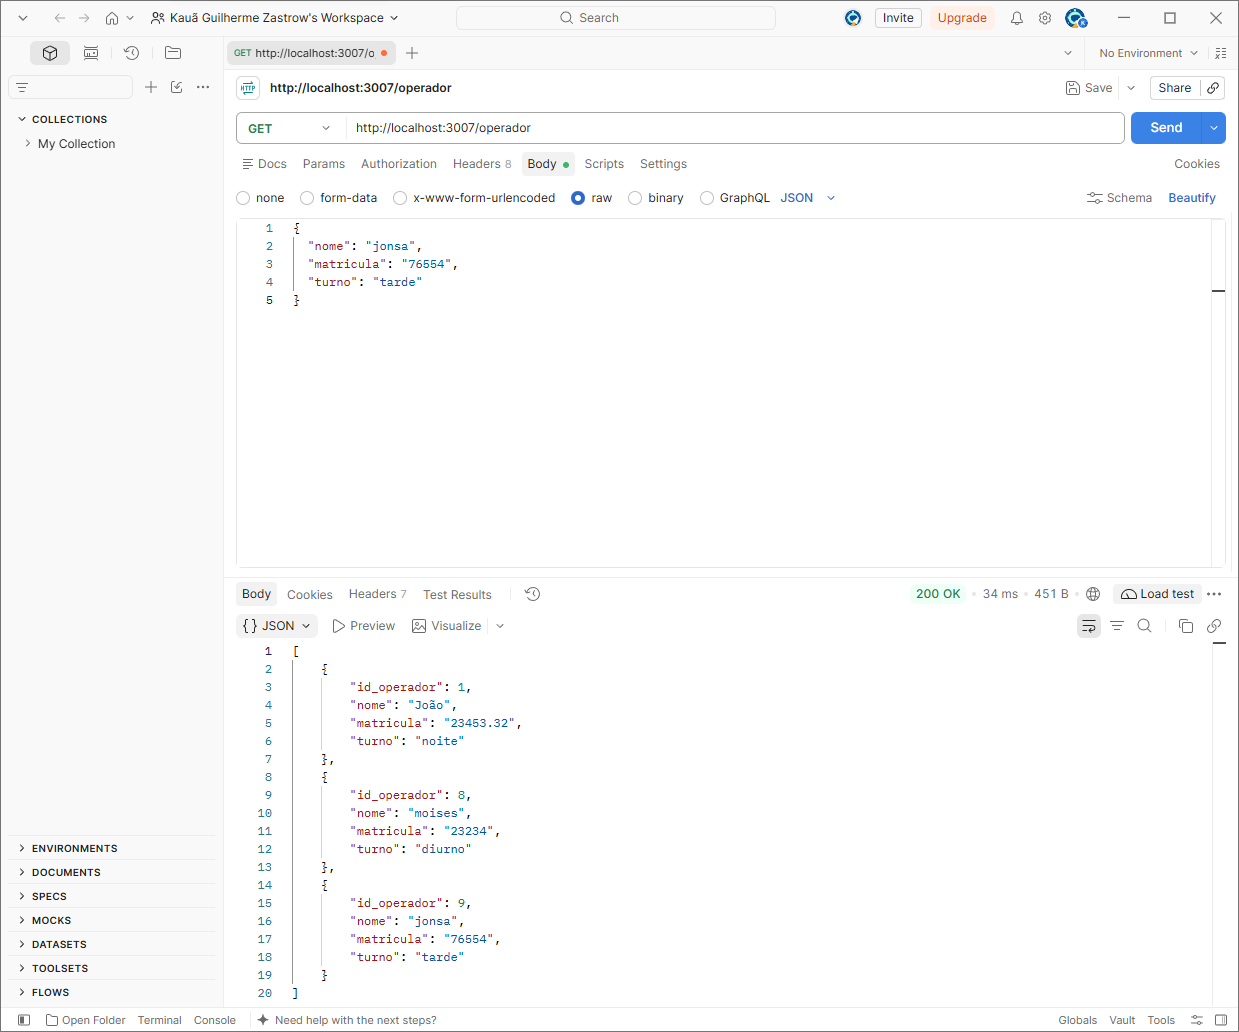 Kauã Guilherme Zastrow's Workspace
Search
Invite
Upgrade
GET http://localhost:3007/o
No Environment
HTTP
http://localhost:3007/operador
Save
Share
GET
http://localhost:3007/operador
Send
Docs
Params
Authorization
Headers 8
Body
Scripts
Settings
Cookies
none
form-data
x-www-form-urlencoded
raw
binary
GraphQL
JSON
Schema
Beautify
COLLECTIONS
My Collection
1 {
2 "nome": "jonsa",
3 "matricula": "76554",
4 "turno": "tarde"
5 }
Body
Cookies
Headers 7
Test Results
200 OK
34 ms
451 B
Load test
{} JSON
Preview
Visualize
1 [
2 {
3 "id_operador": 1,
4 "nome": "João",
5 "matricula": "23453.32",
6 "turno": "noite"
7 },
8 {
9 "id_operador": 8,
10 "nome": "moises",
11 "matricula": "23234",
12 "turno": "diurno"
13 },
14 {
15 "id_operador": 9,
16 "nome": "jonsa",
17 "matricula": "76554",
18 "turno": "tarde"
19 }
20 ]
ENVIRONMENTS
DOCUMENTS
SPECS
MOCKS
DATASETS
TOOLSETS
FLOWS
Open Folder
Terminal
Console
Need help with the next steps?
Globals
Vault
Tools